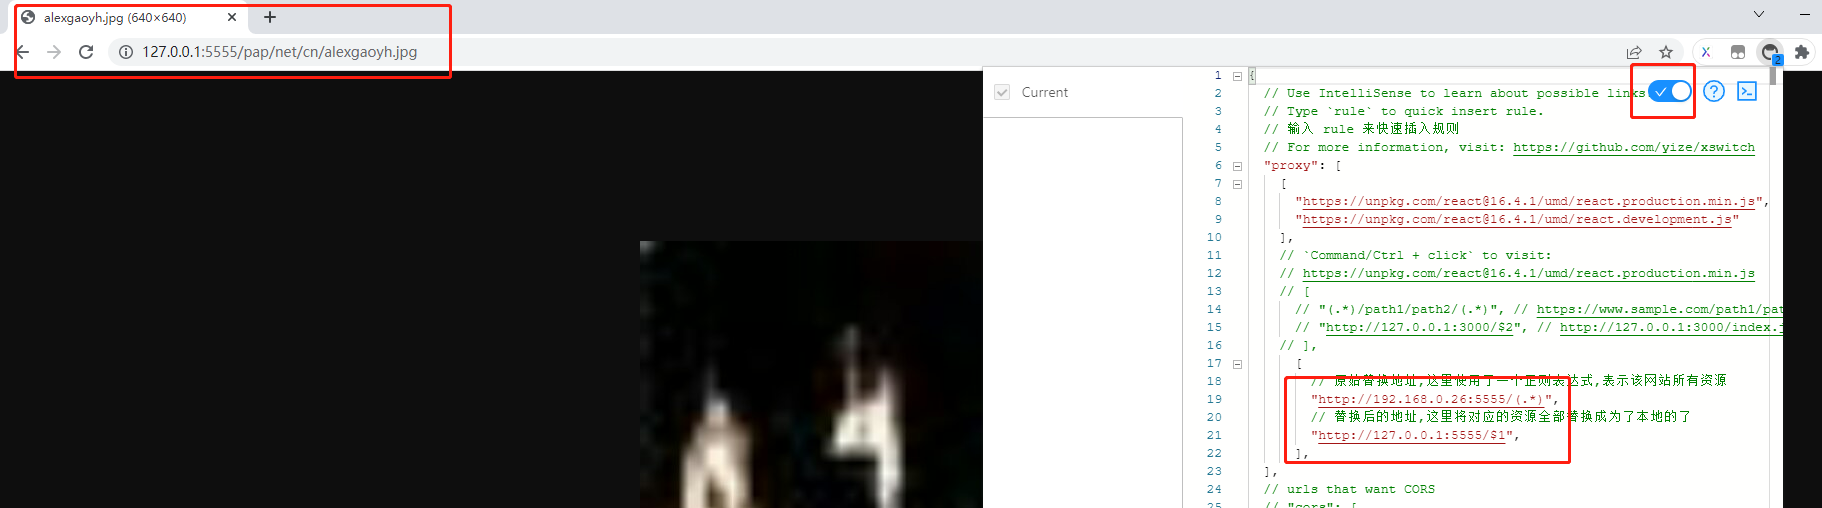 alexgaoyh.jpg (640×640)
127.0.0.1:5555/pap/net/cn/alexgaoyh.jpg
2
Current
1 {
2 // Use IntelliSense to learn about possible links
3 // Type `rule` to quick insert rule.
4 // 输入 rule 来快速插入规则
5 // For more information, visit: https://github.com/yize/xswitch
6 "proxy": [
7 [
8 "https://unpkg.com/react@16.4.1/umd/react.production.min.js",
9 "https://unpkg.com/react@16.4.1/umd/react.development.js"
10 ],
11 // `Command/Ctrl + click` to visit:
12 // https://unpkg.com/react@16.4.1/umd/react.production.min.js
13 // [
14 // "(.*)/path1/path2/(.*)", // https://www.sample.com/path1/pat
15 // "http://127.0.0.1:3000/$2", // http://127.0.0.1:3000/index.j
16 // ],
17 [
18 // 原始替换地址,这里使用了一个正则表达式,表示该网站所有资源
19 "http://192.168.0.26:5555/(.*)",
20 // 替换后的地址,这里将对应的资源全部替换成为了本地的了
21 "http://127.0.0.1:5555/$1",
22 ],
23 ],
24 // urls that want CORS
25 // "cors": [